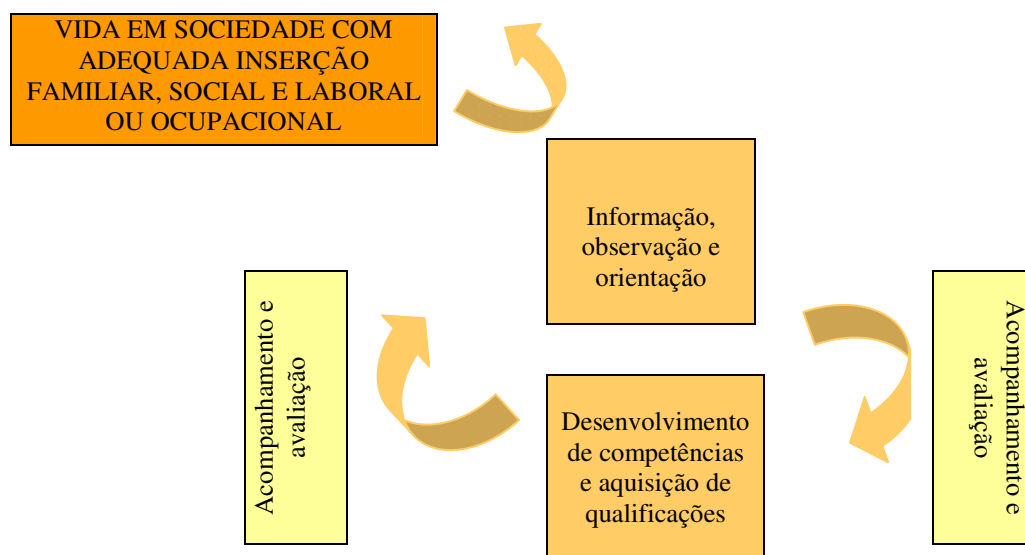 VIDA EM SOCIEDADE COM
ADEQUADA INSERÇÃO
FAMILIAR, SOCIAL E LABORAL
OU OCUPACIONAL
Informação,
observação e
orientação
Acompanhamento e
avaliação
Desenvolvimento
de competências
e aquisição de
qualificações
Acompanhamento e
avaliação